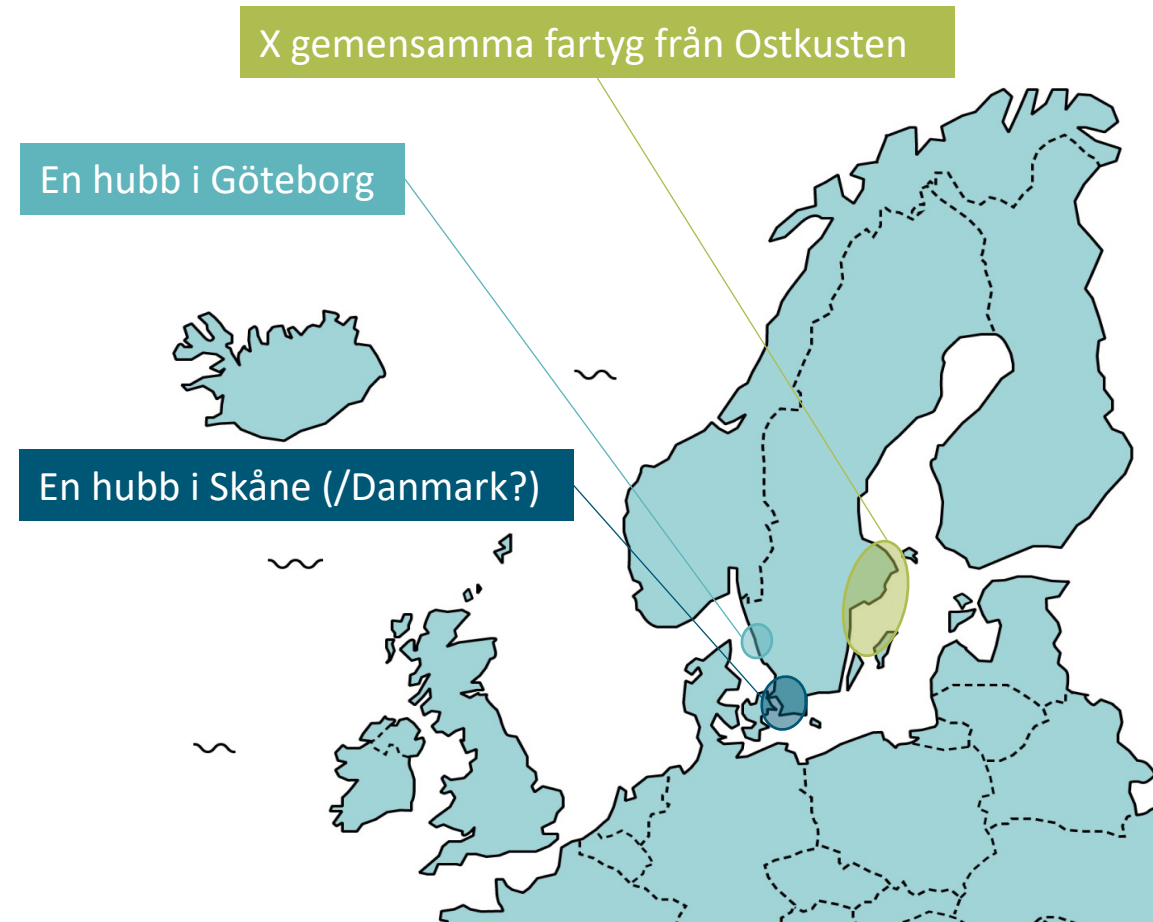 X gemensamma fartyg från Ostkusten
En hubb i Göteborg
En hubb i Skåne (/Danmark?)